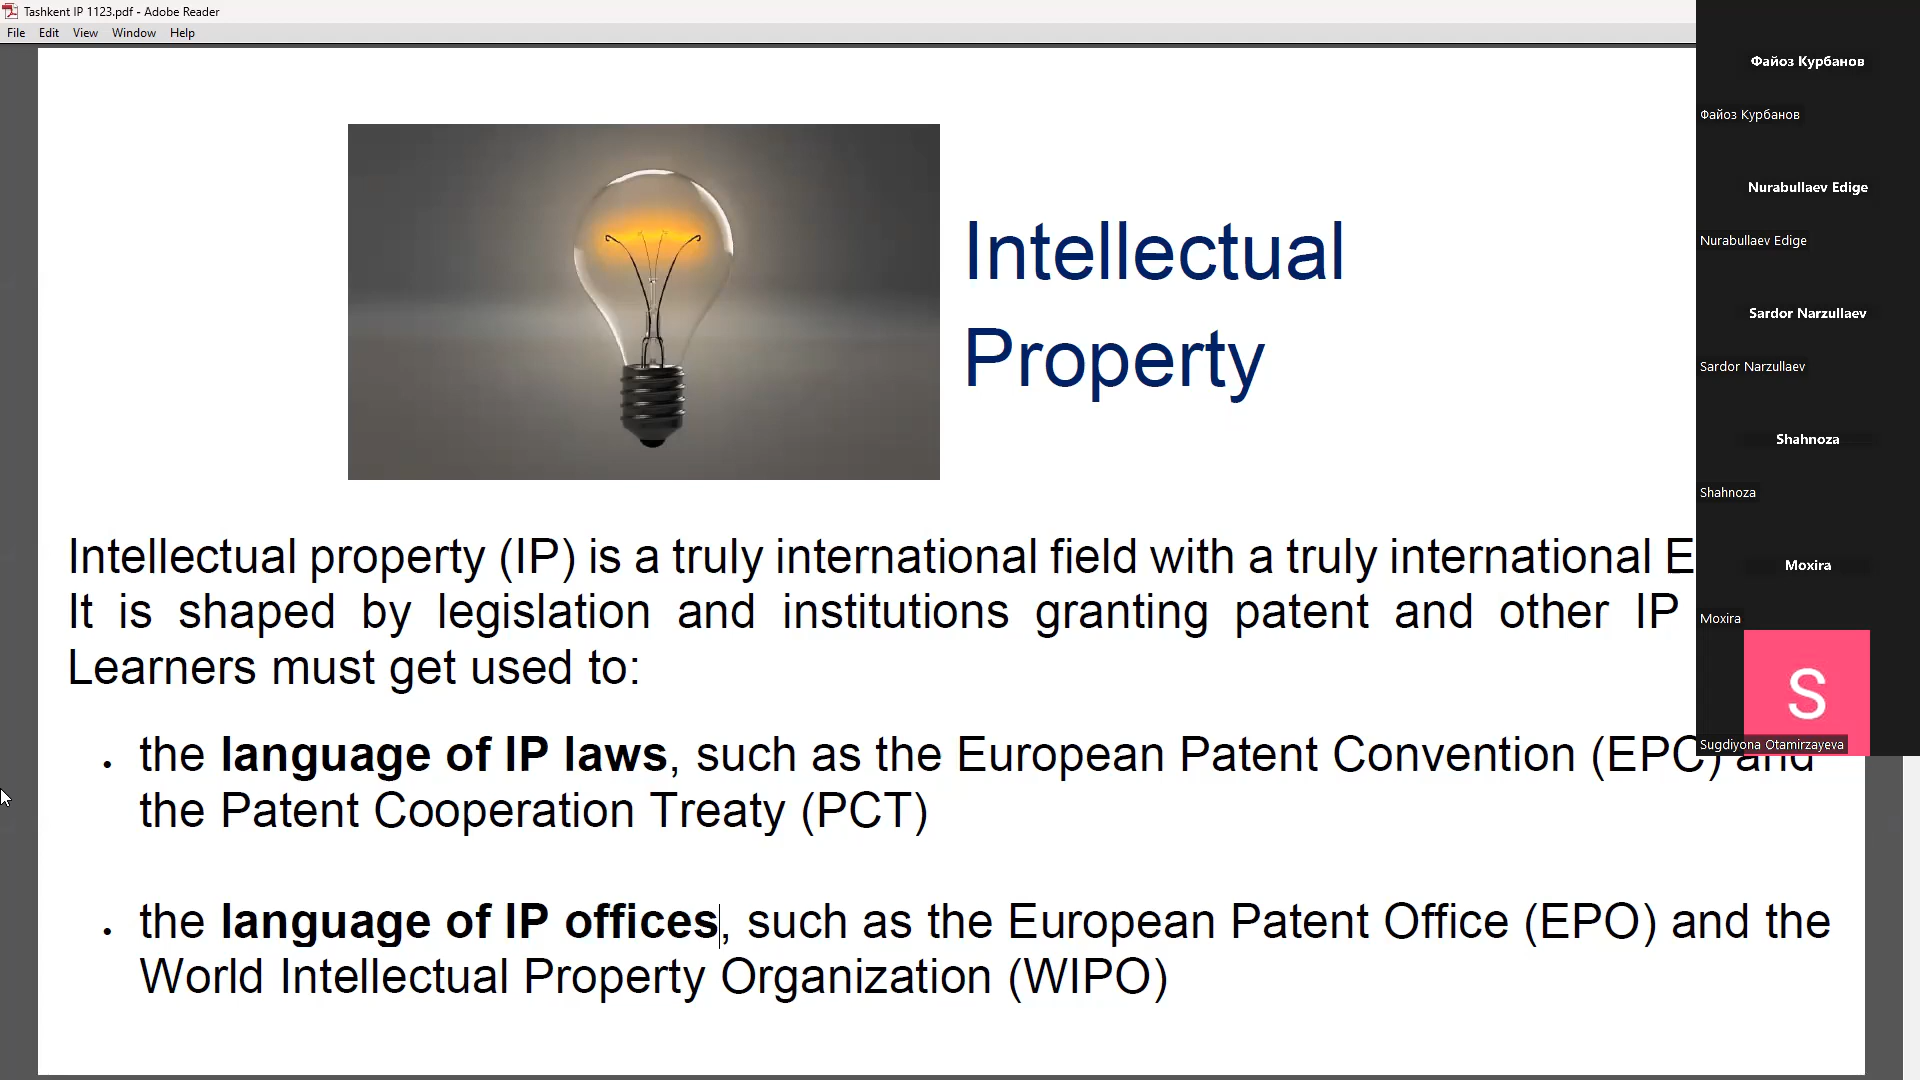 Tashkent IP 1123.pdf - Adobe Reader
File Edit View Window Help
Intellectual
Property
Intellectual property (IP) is a truly international field with a truly international E
It is shaped by legislation and institutions granting patent and other IP
Learners must get used to:
• the language of IP laws, such as the European Patent Convention (EPC) and
the Patent Cooperation Treaty (PCT)
• the language of IP offices, such as the European Patent Office (EPO) and the
World Intellectual Property Organization (WIPO)
Файоз Курбанов
Файоз Курбанов
Nurabullaev Edige
Nurabullaev Edige
Sardor Narzullaev
Sardor Narzullaev
Shahnoza
Shahnoza
Moxira
Moxira
S
Sugdiyona Otamirzayeva